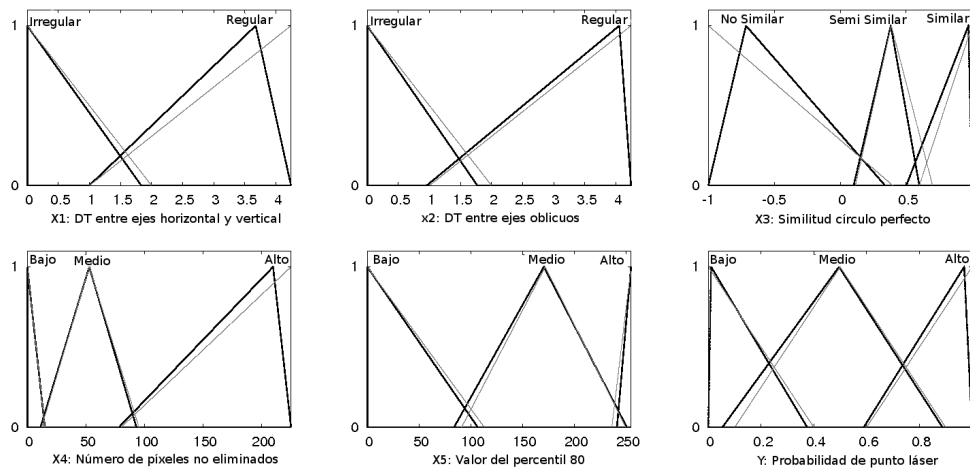 Irregular Regular
1
0
0 0.5 1 1.5 2 2.5 3 3.5 4
X1: DT entre ejes horizontal y vertical
Irregular Regular
1
0
0 0.5 1 1.5 2 2.5 3 3.5 4
x2: DT entre ejes oblicuos
No Similar Semi Similar Similar
1
0
-1 -0.5 0 0.5
X3: Similitud círculo perfecto
Bajo Medio Alto
1
0
0 50 100 150 200
X4: Número de píxeles no eliminados
Bajo Medio Alto
1
0
0 50 100 150 200 250
X5: Valor del percentil 80
Bajo Medio Alto
1
0
0 0.2 0.4 0.6 0.8 1
Y: Probabilidad de punto láser